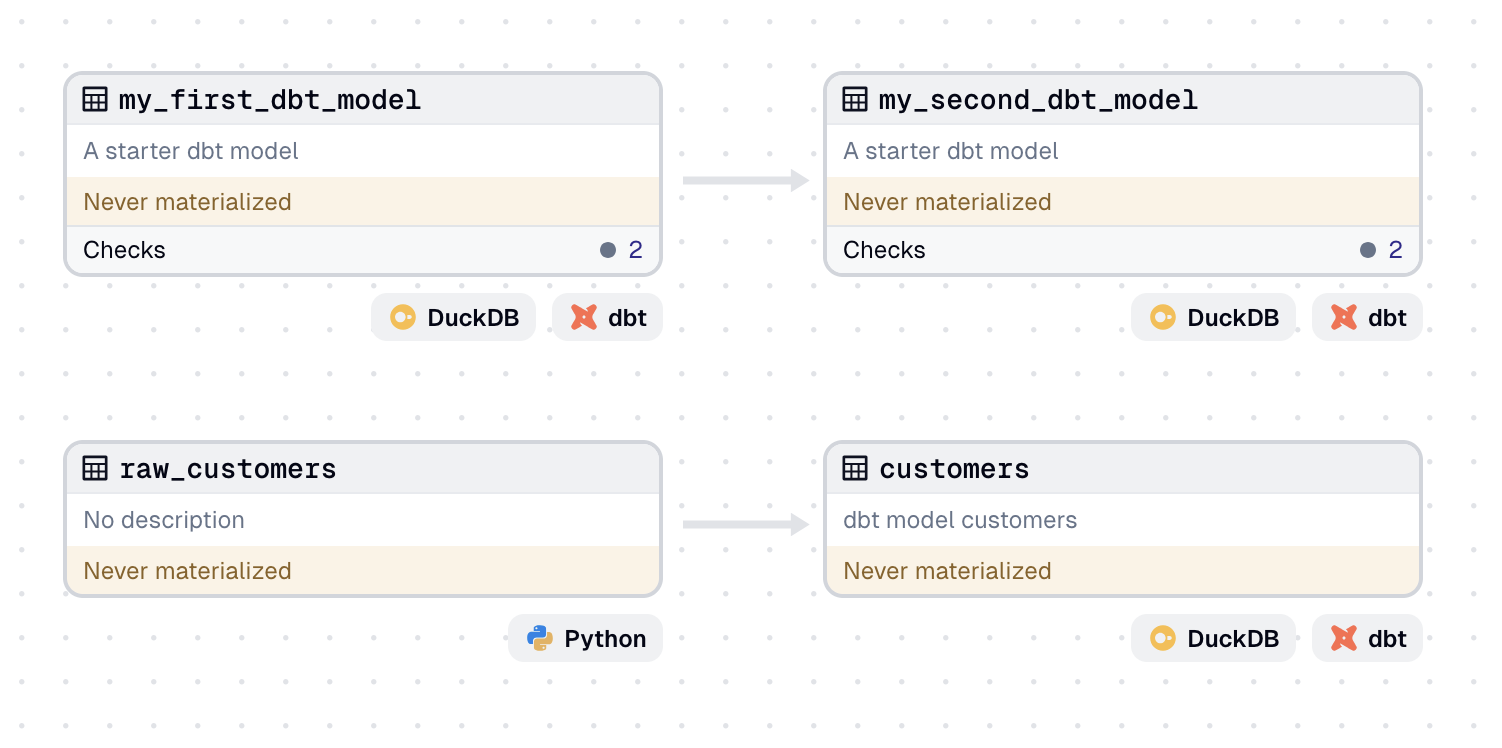 my_first_dbt_model
A starter dbt model
Never materialized
Checks 2
DuckDB dbt
my_second_dbt_model
A starter dbt model
Never materialized
Checks 2
DuckDB dbt
raw_customers
No description
Never materialized
Python
customers
dbt model customers
Never materialized
DuckDB dbt